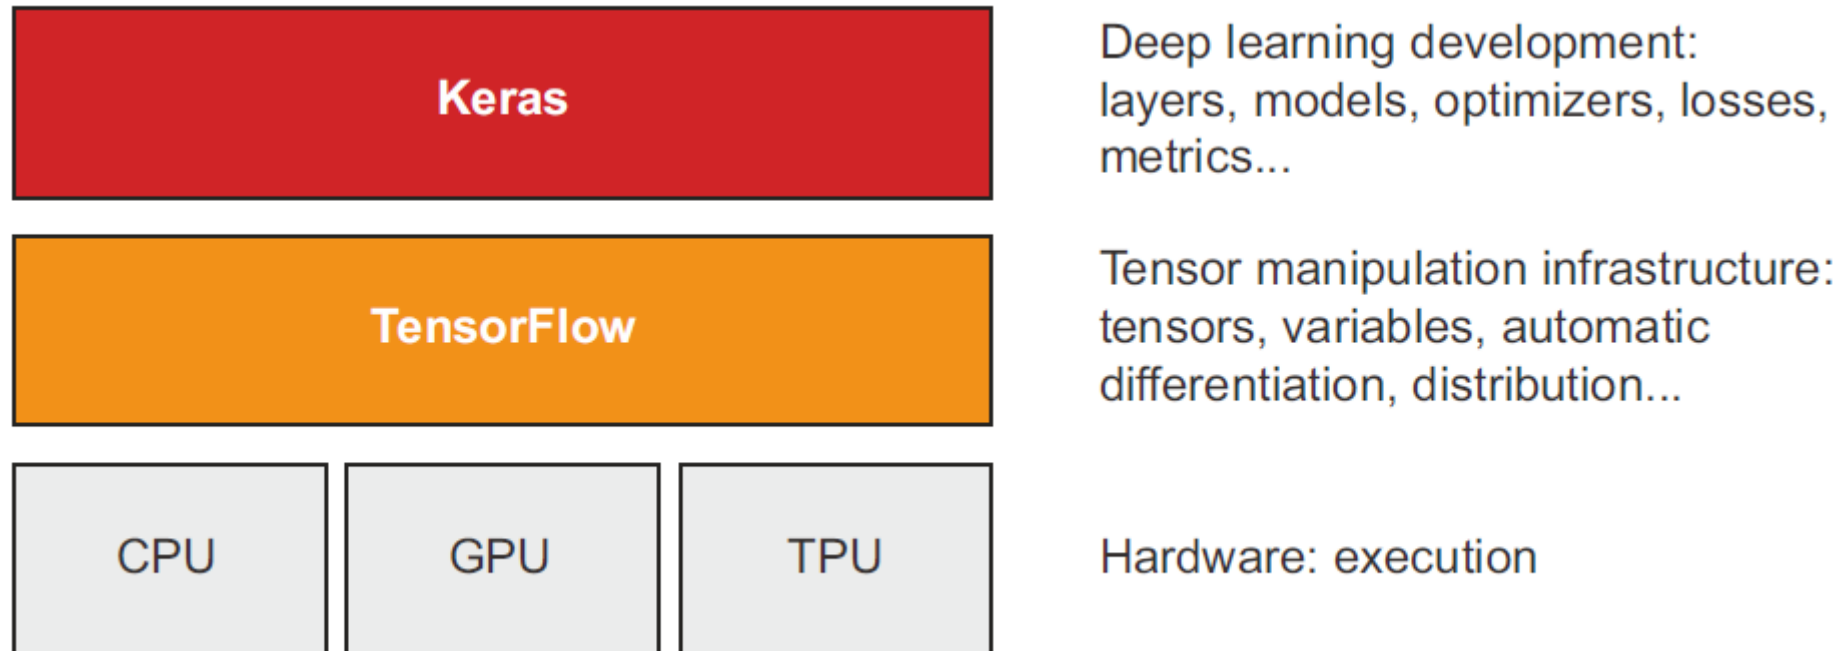 Keras
Deep learning development:
layers, models, optimizers, losses,
metrics...
TensorFlow
Tensor manipulation infrastructure:
tensors, variables, automatic
differentiation, distribution...
CPU
GPU
TPU
Hardware: execution